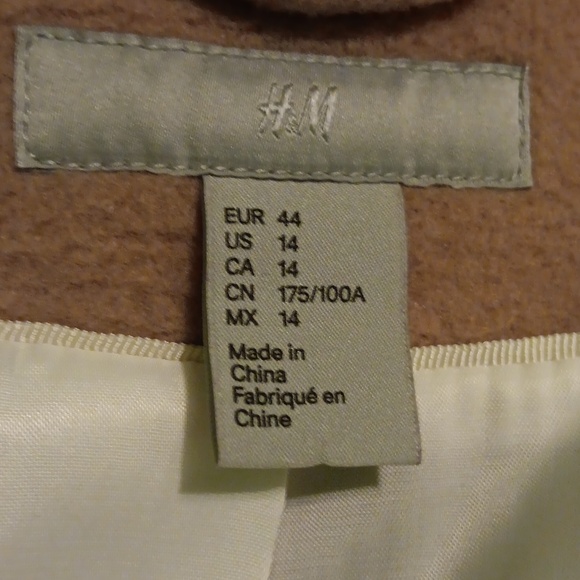 H&M
EUR 44
US 14
CA 14
CN 175/100A
MX 14
Made in
China
Fabriqué en
Chine